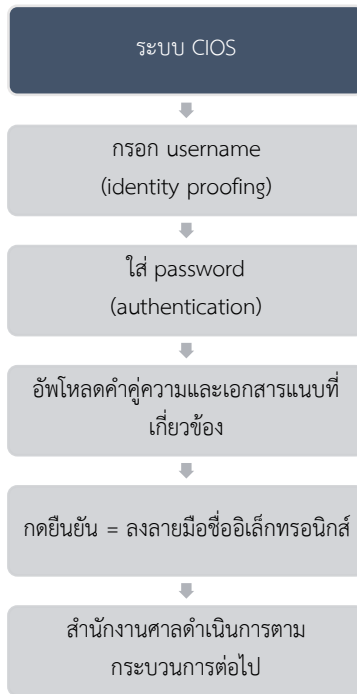 ระบบ CIOS
กรอก username
(identity proofing)
ใส่ password
(authentication)
อัพโหลดคำคู่ความและเอกสารแนบที่
เกี่ยวข้อง
กดยืนยัน = ลงลายมือชื่ออิเล็กทรอนิกส์
สำนักงานศาลดำเนินการตาม
กระบวนการต่อไป